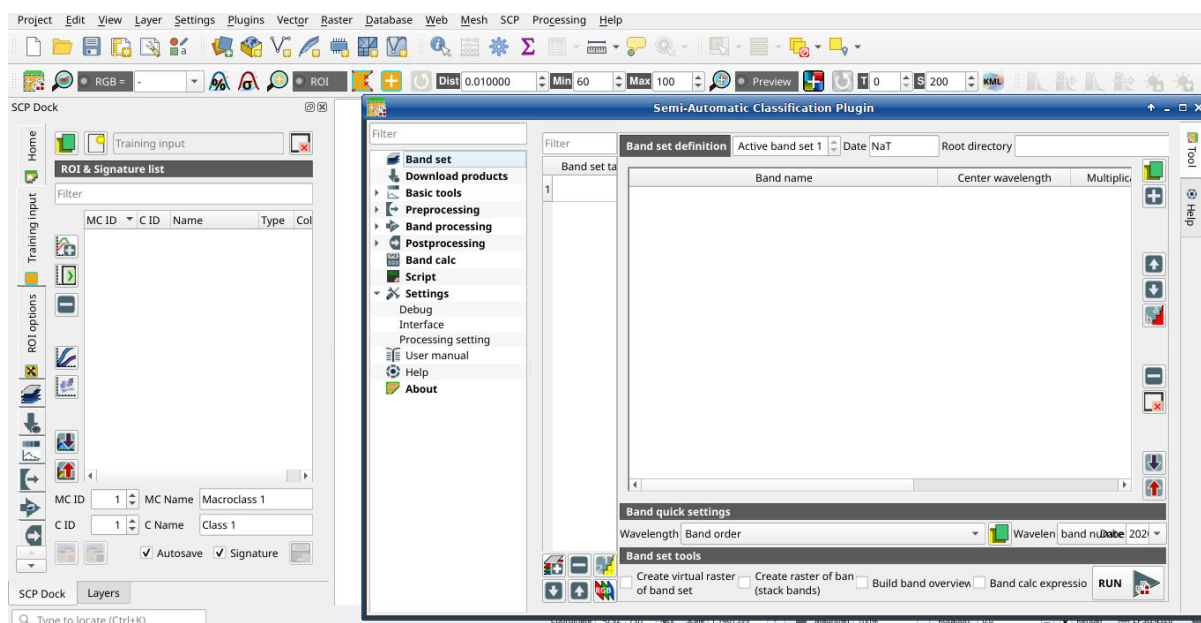 Project Edit View Layer Settings Plugins Vector Raster Database Web Mesh SCP Processing Help
RGB = - ROI Dist 0.010000 Min 60 Max 100 Preview T 0 S 200 KML
SCP Dock
Home
Training input
ROI options
Training input
ROI & Signature list
Filter
MC ID C ID Name Type Col
MC ID 1 MC Name Macroclass 1
C ID 1 C Name Class 1
Autosave Signature
SCP Dock Layers
Type to locate (Ctrl+K)
Semi-Automatic Classification Plugin
Filter
Band set
Download products
Basic tools
Preprocessing
Band processing
Postprocessing
Band calc
Script
Settings
Debug
Interface
Processing setting
User manual
Help
About
Filter
Band set ta
1
Band set definition Active band set 1 Date NaT Root directory
Band name Center wavelength Multiplic
Band quick settings
Wavelength Band order Wavelen band nu Date 202
Band set tools
Create virtual raster
of band set
Create raster of ban
(stack bands)
Build band overview
Band calc expressio
RUN
RGB
Tool
Help